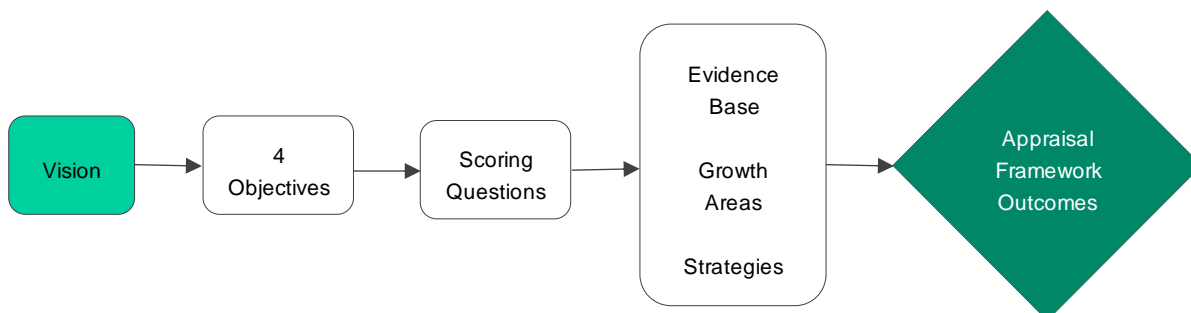 Vision
4
Objectives
Scoring
Questions
Evidence
Base
Growth
Areas
Strategies
Appraisal
Framework
Outcomes